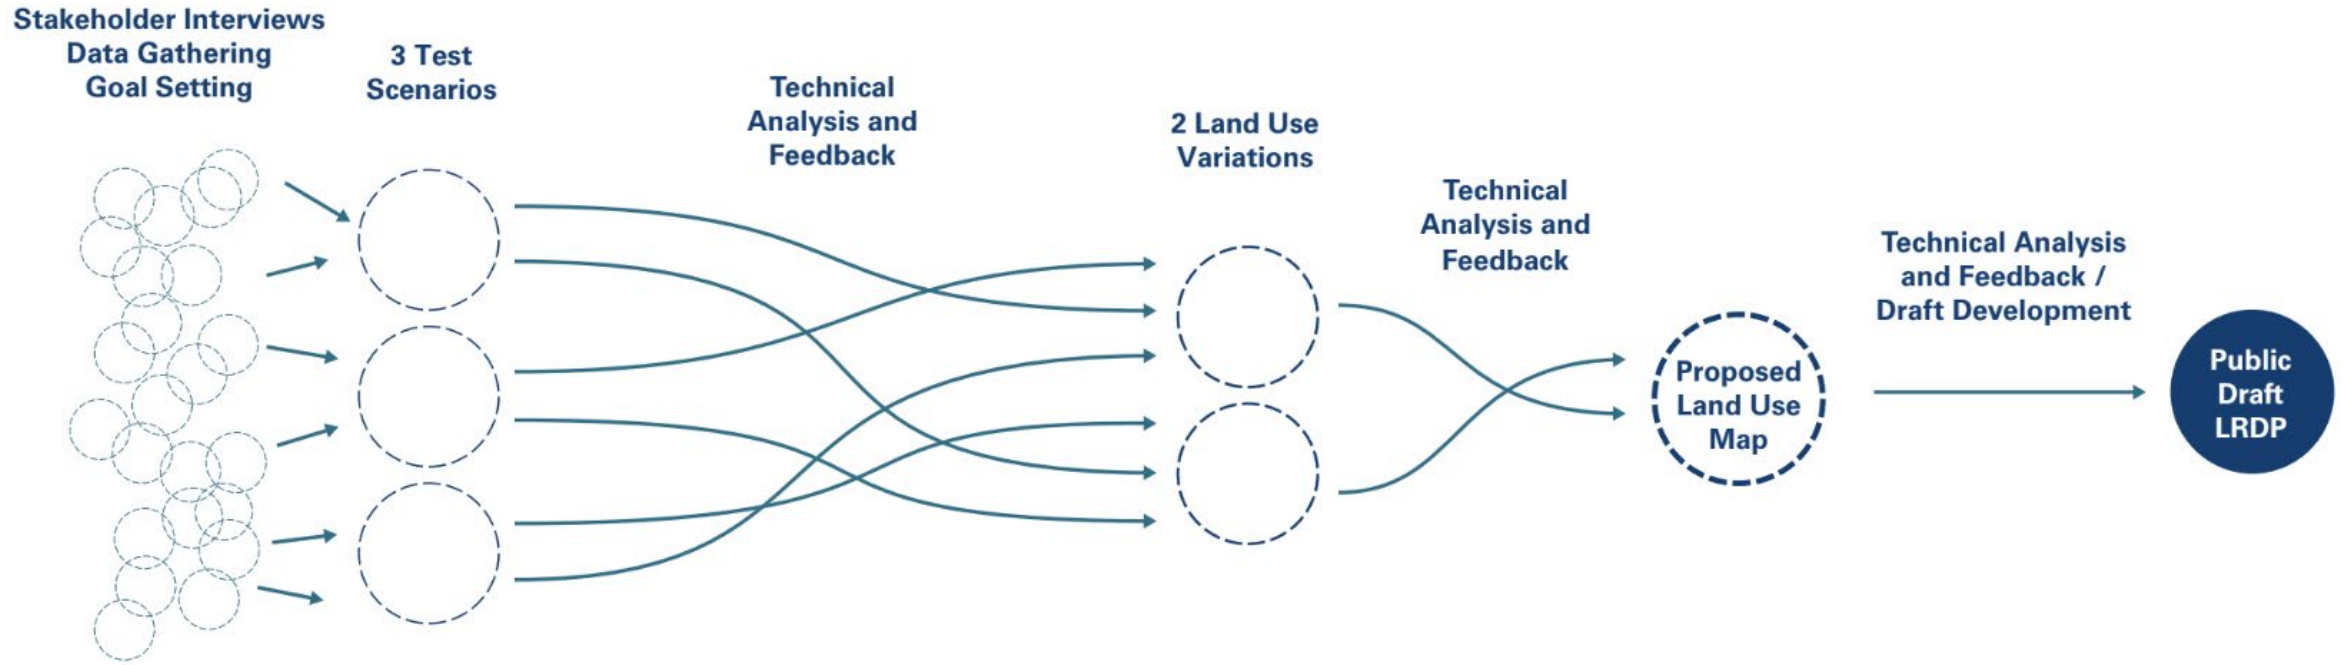 Stakeholder Interviews
Data Gathering
Goal Setting
3 Test
Scenarios
Technical
Analysis and
Feedback
2 Land Use
Variations
Technical
Analysis and
Feedback
Proposed
Land Use
Map
Technical Analysis
and Feedback /
Draft Development
Public
Draft
LRDP